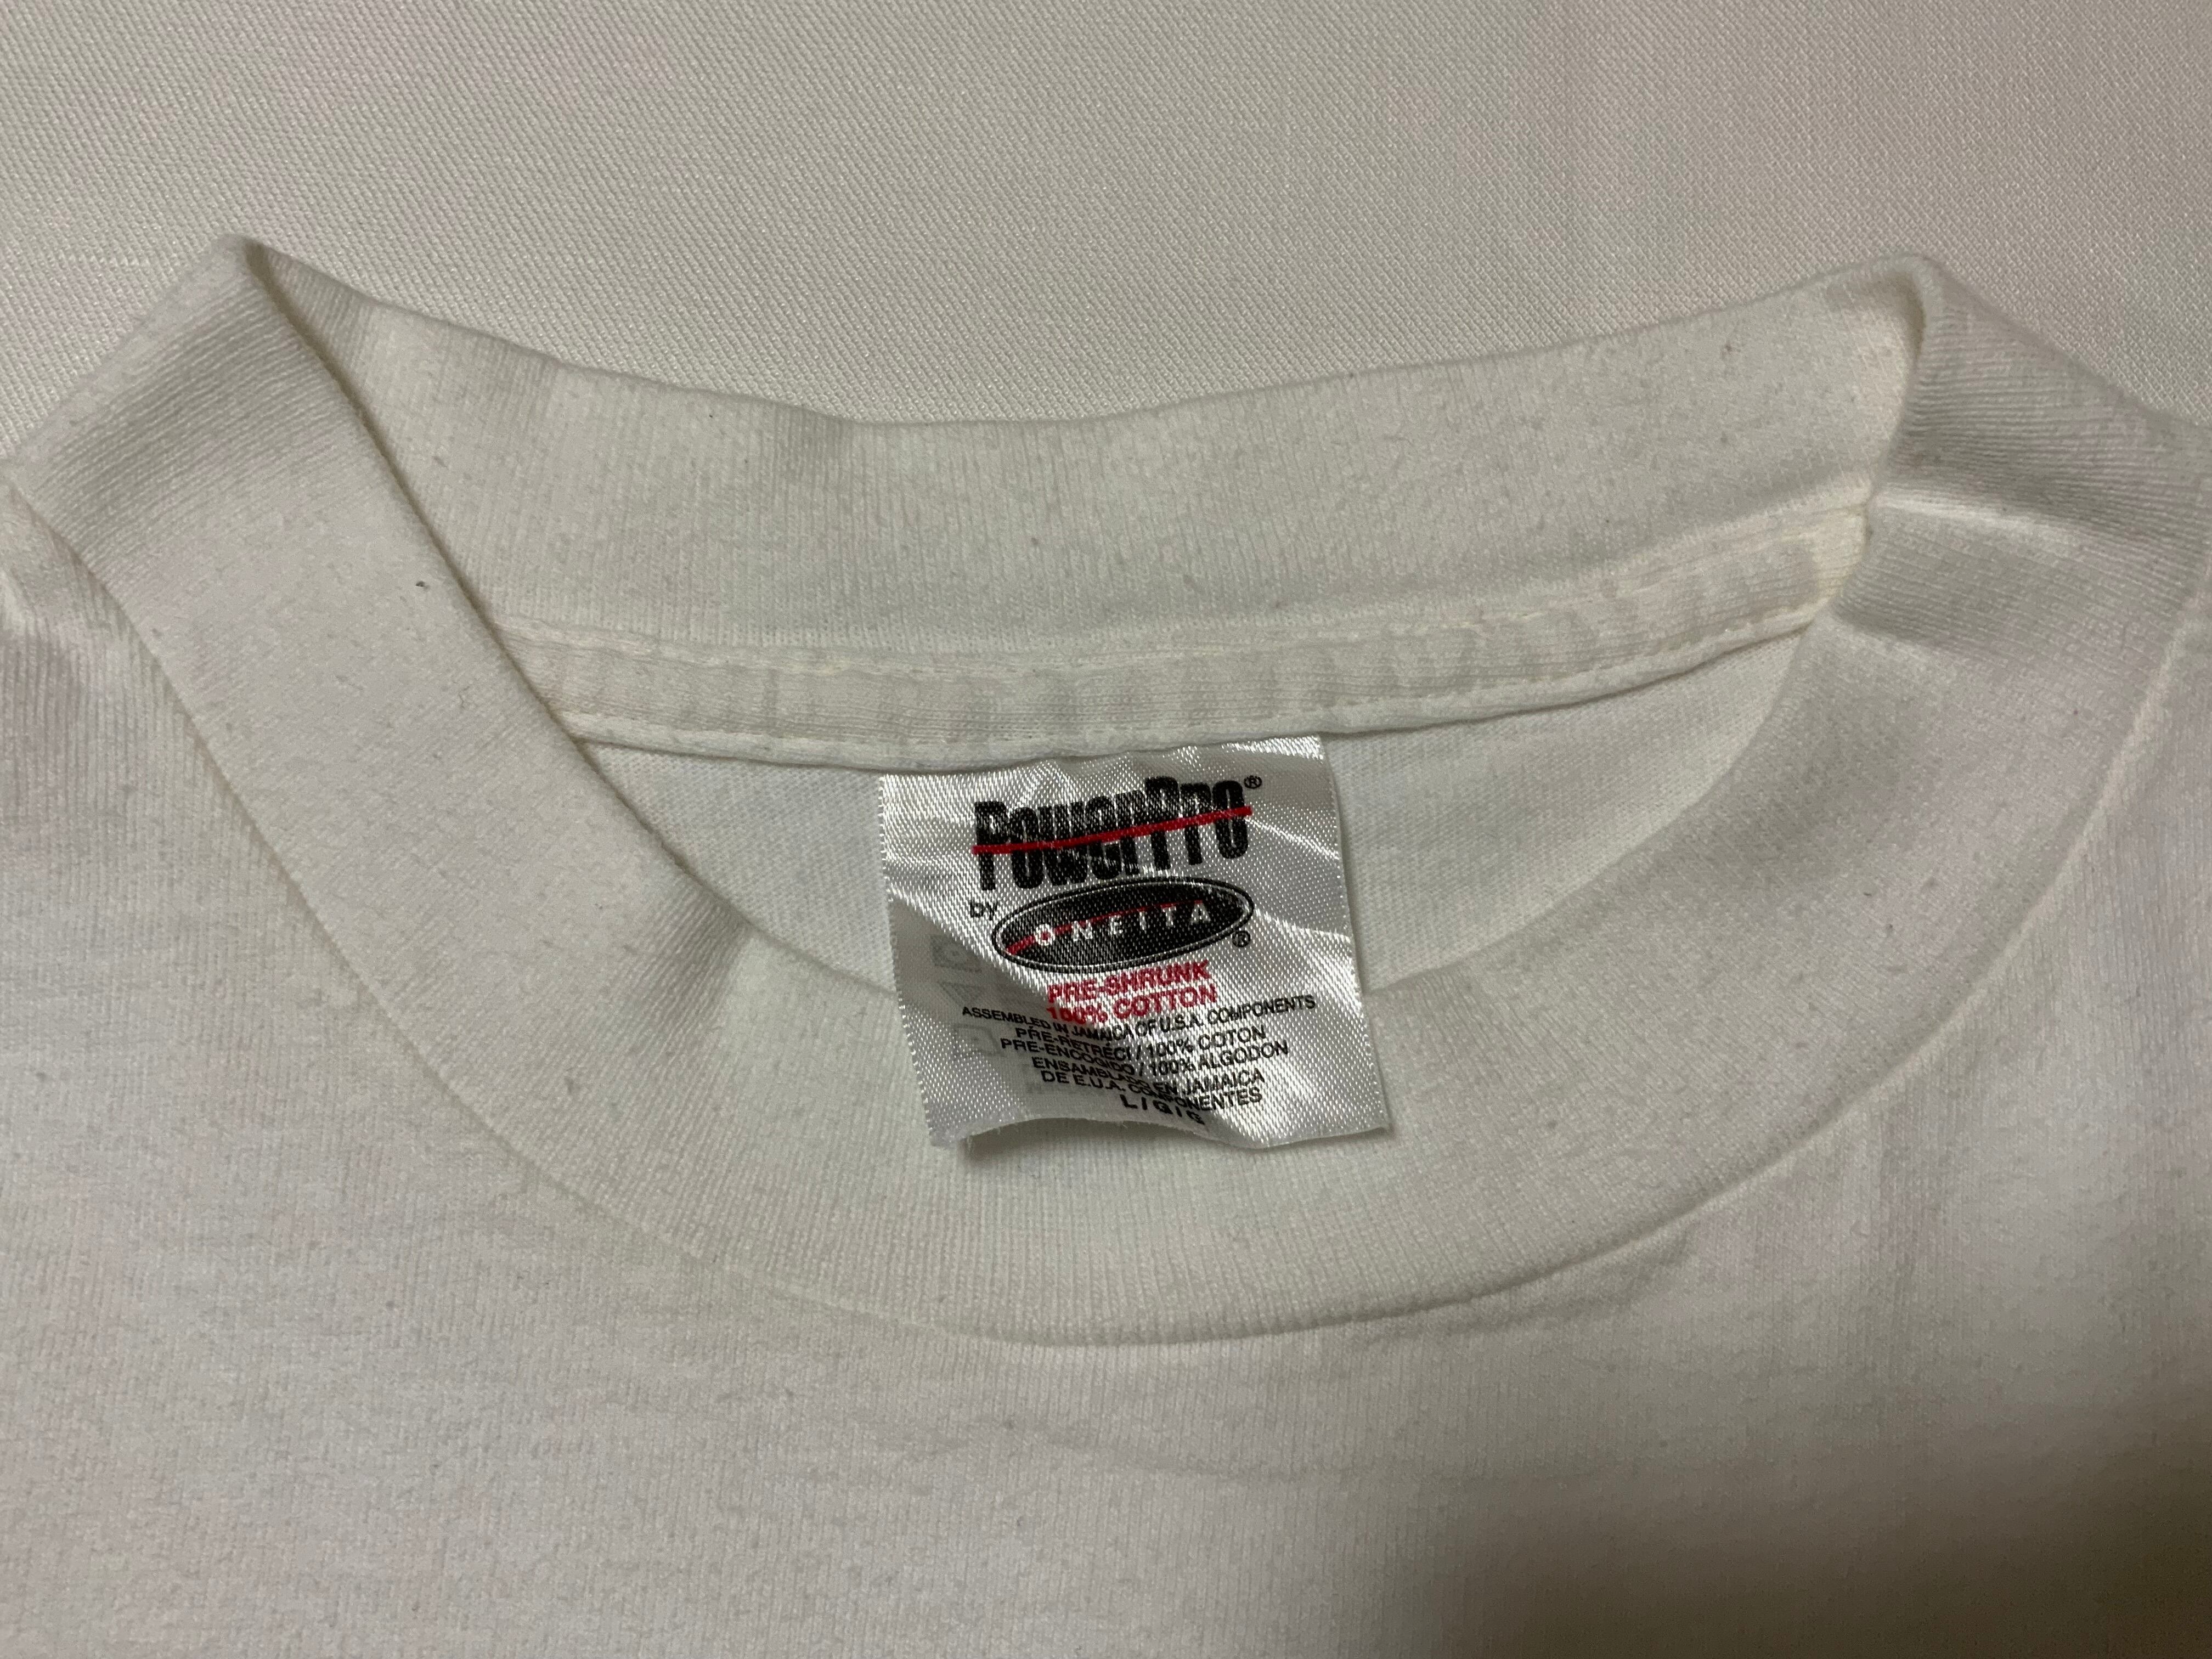 PowerPro®
BY ONEITA®
PRE-SHRUNK
100% COTTON
ASSEMBLED IN JAMAICA OF U.S.A. COMPONENTS
PRE-RETRÉCI / 100% COTON
PRE-ENCOGIDO / 100% ALGODON
ENSAMBLADO EN JAMAICA
DE E.U.A. COMPONENTES
L/G/G